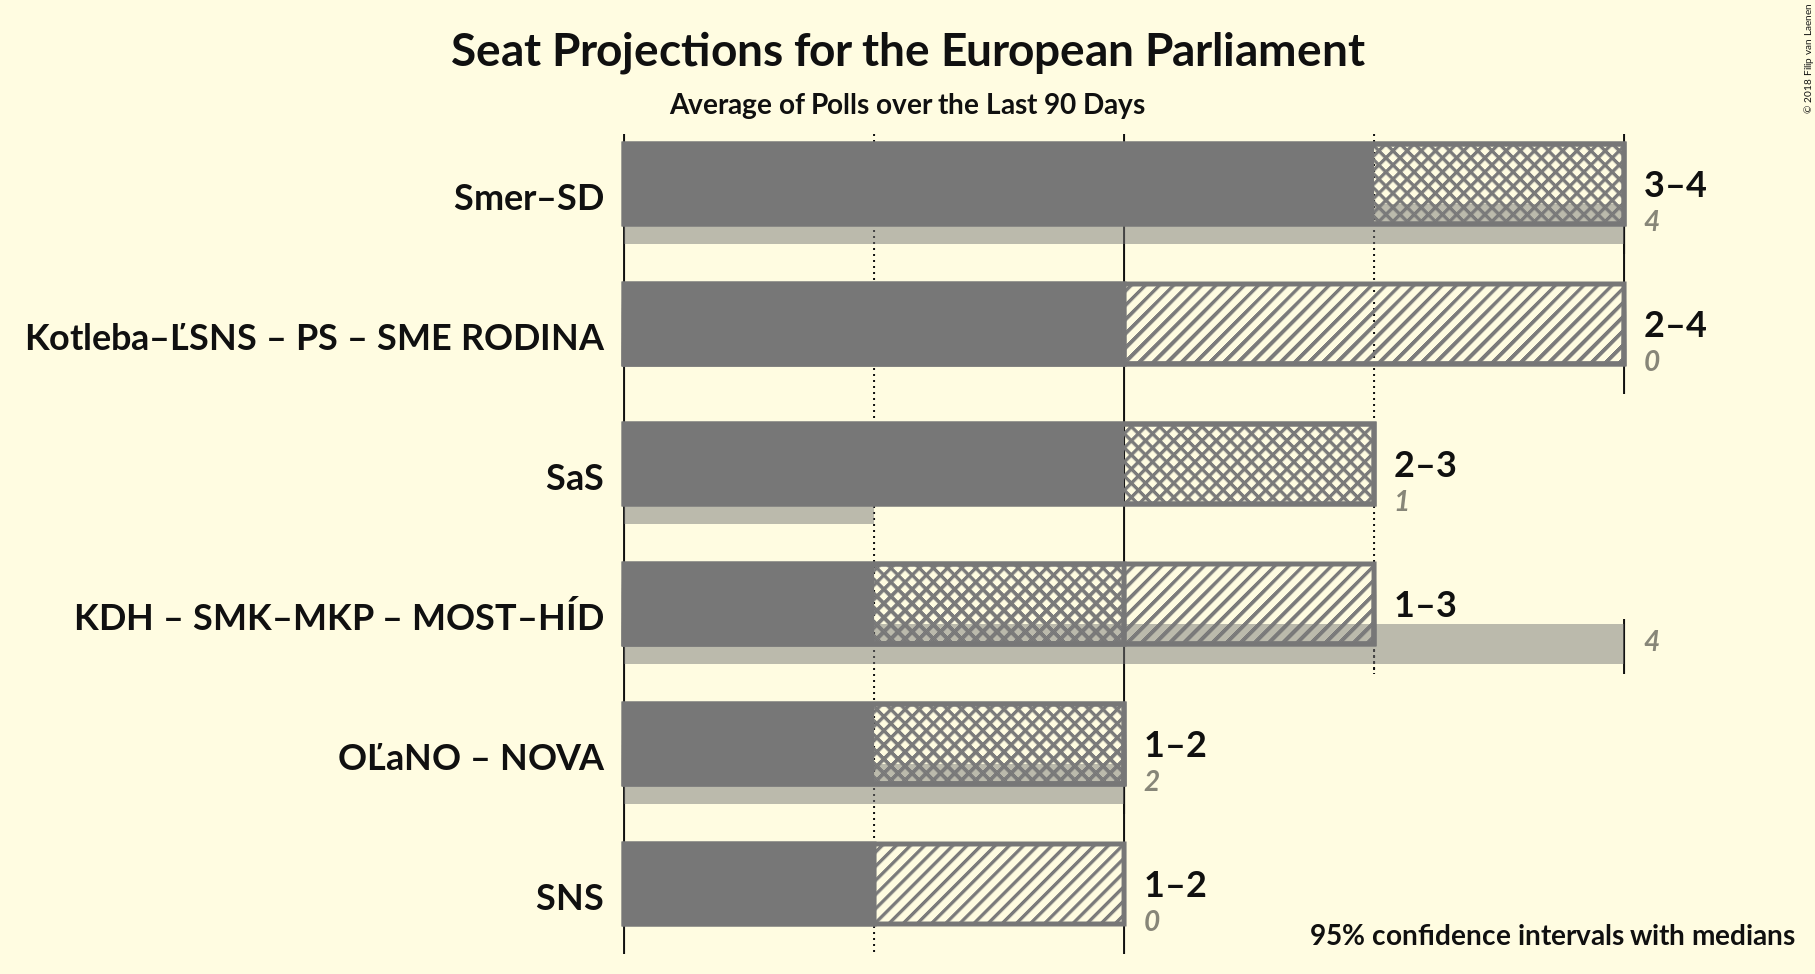 Seat Projections for the European Parliament
Average of Polls over the Last 90 Days
© 2018 Filip van Laenen
Smer–SD
3–4
4
Kotleba–ĽSNS – PS – SME RODINA
2–4
0
SaS
2–3
1
KDH – SMK–MKP – MOST–HÍD
1–3
4
OĽaNO – NOVA
1–2
2
SNS
1–2
0
95% confidence intervals with medians